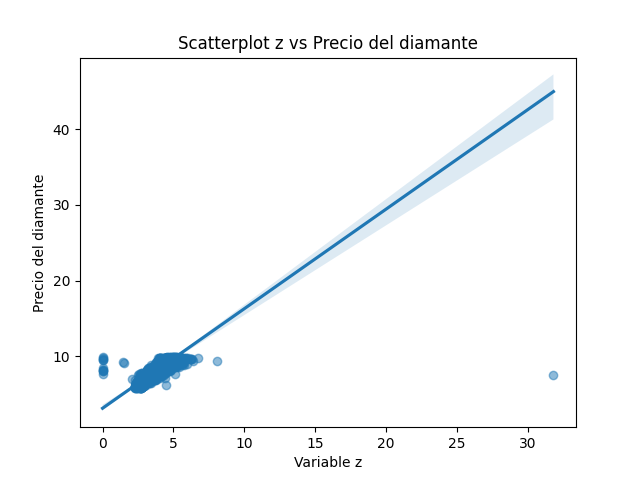 Scatterplot z vs Precio del diamante
Precio del diamante
40
30
20
10
0 5 10 15 20 25 30
Variable z